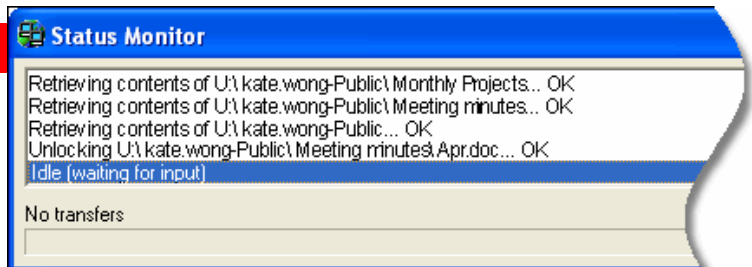 Status Monitor
Retrieving contents of U:\ kate.wong-Public\ Monthly Projects... OK
Retrieving contents of U:\ kate.wong-Public\ Meeting minutes... OK
Retrieving contents of U:\ kate.wong-Public... OK
Unlocking U:\ kate.wong-Public\ Meeting minutes\ Apr.doc... OK
Idle (waiting for input)
No transfers